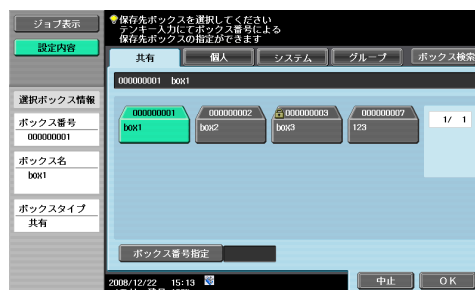 ジョブ表示
設定内容
保存先ボックスを選択してください
テンキー入力にてボックス番号による
保存先ボックスの指定ができます
共有
個人
システム
グループ
ボックス検索
000000001 box1
選択ボックス情報
ボックス番号
000000001
ボックス名
box1
ボックスタイプ
共有
000000001
box1
000000002
box2
000000003
box3
000000007
123
1/ 1
ボックス番号指定
2008/12/22 15:13
中止
OK